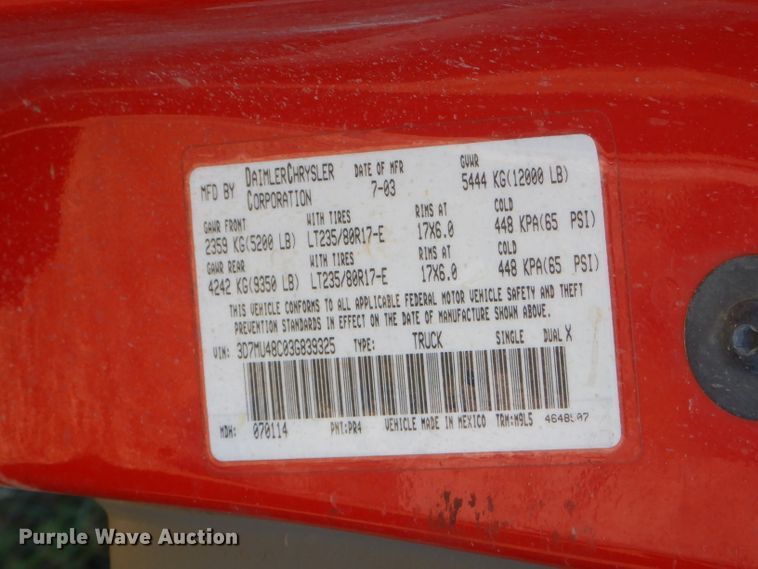 MFD BY DAIMLERCHRYSLER CORPORATION DATE OF MFR 7-03 GVWR 5444 KG(12000 LB)
GAWR FRONT WITH TIRES RIMS AT COLD
2359 KG(5200 LB) LT235/80R17-E 17X6.0 448 KPA(65 PSI)
GAWR REAR WITH TIRES RIMS AT COLD
4242 KG(9350 LB) LT235/80R17-E 17X6.0 448 KPA(65 PSI)
THIS VEHICLE CONFORMS TO ALL APPLICABLE FEDERAL MOTOR VEHICLE SAFETY AND THEFT
PREVENTION STANDARDS IN EFFECT ON THE DATE OF MANUFACTURE SHOWN ABOVE.
VIN: 3D7MU48C03G839325 TYPE: TRUCK SINGLE DUAL X
MDH: 070114 PNT:PR4 VEHICLE MADE IN MEXICO TRM:M9L5
Purple Wave Auction®